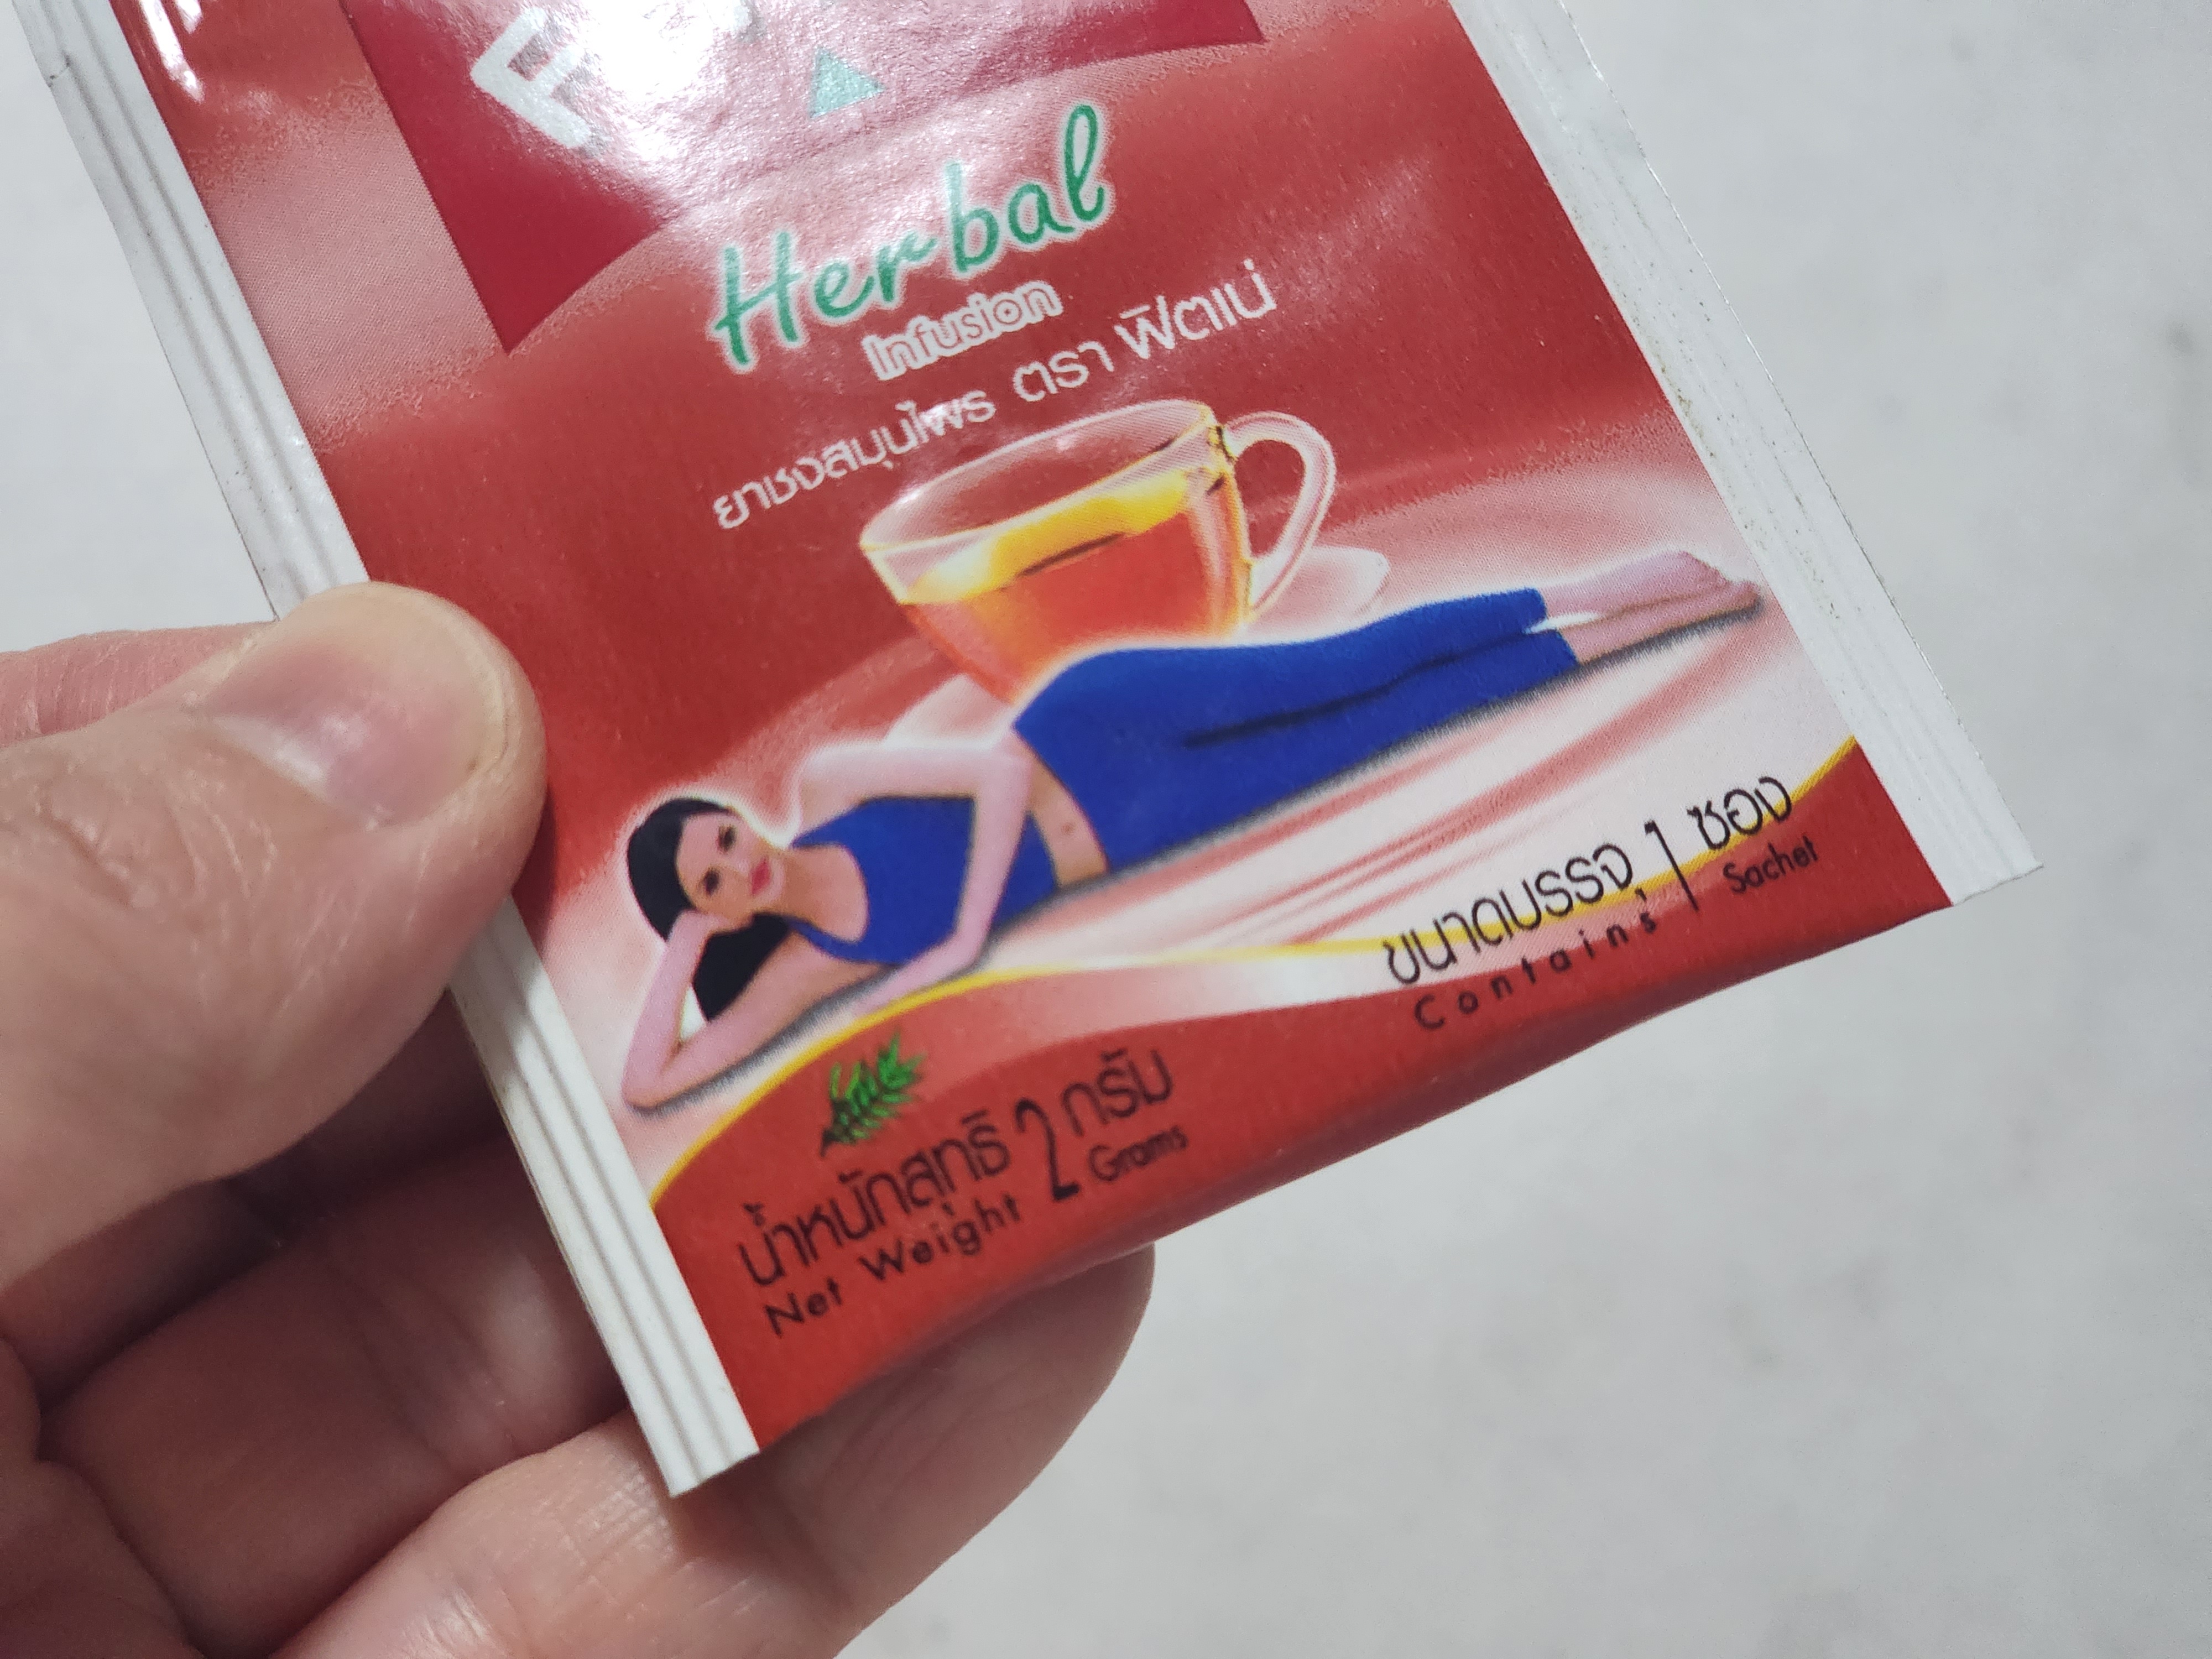 Herbal
Infusion
ยาชงสมุนไพร ตรา ฟิตเน่
ขนาดบรรจุ 1 ซอง
Contains Sachet
น้ำหนักสุทธิ 2 กรัม
Net Weight Grams